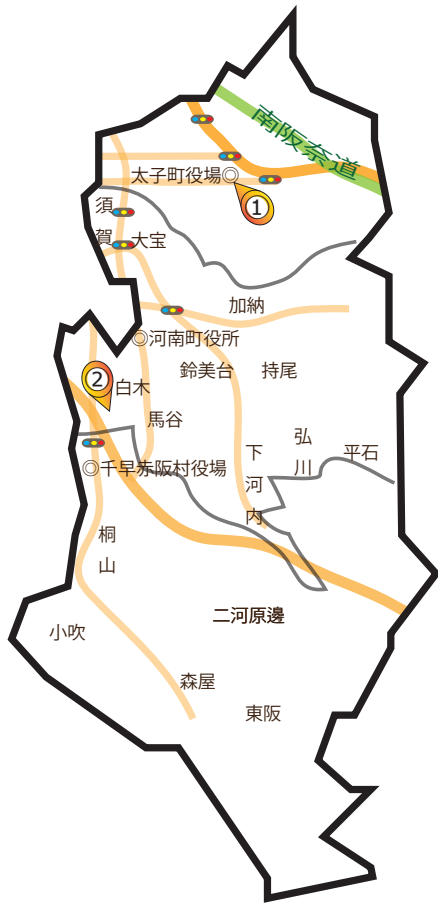 南阪奈道
太子町役場◎
①
須賀
大宝
加納
◎河南町役所
鈴美台
持尾
②
白木
馬谷
下河内
弘川
平石
◎千早赤阪村役場
桐山
二河原邊
小吹
森屋
東阪